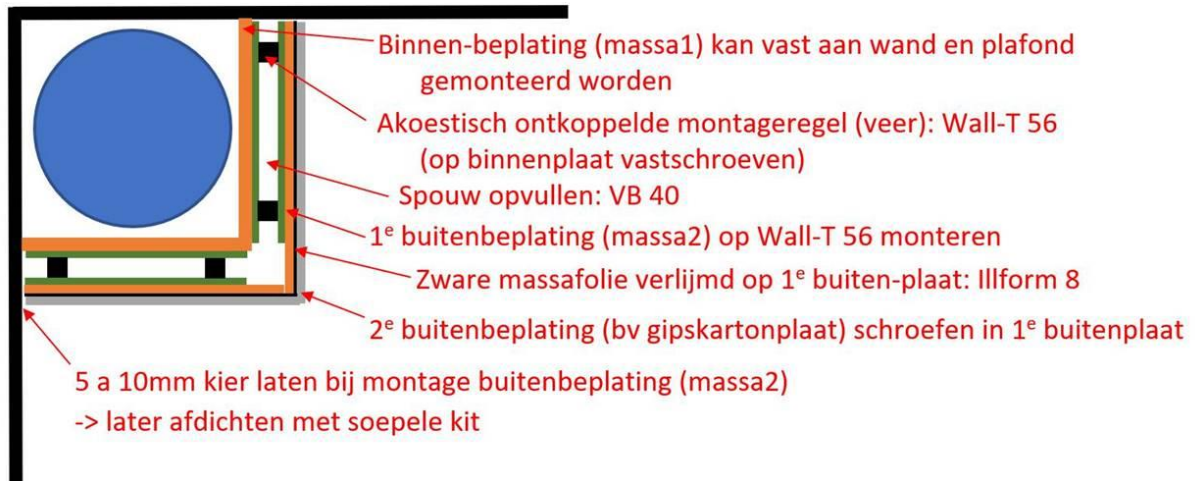 Binnen-beplating (massa1) kan vast aan wand en plafond
gemonteerd worden
Akoestisch ontkoppelde montageregel (veer): Wall-T 56
(op binnenplaat vastschroeven)
Spouw opvullen: VB 40
1e buitenbeplating (massa2) op Wall-T 56 monteren
Zware massafolie verlijmd op 1e buiten-plaat: Illform 8
2e buitenbeplating (bv gipskartonplaat) schroefen in 1e buitenplaat
5 a 10mm kier laten bij montage buitenbeplating (massa2)
-> later afdichten met soepele kit